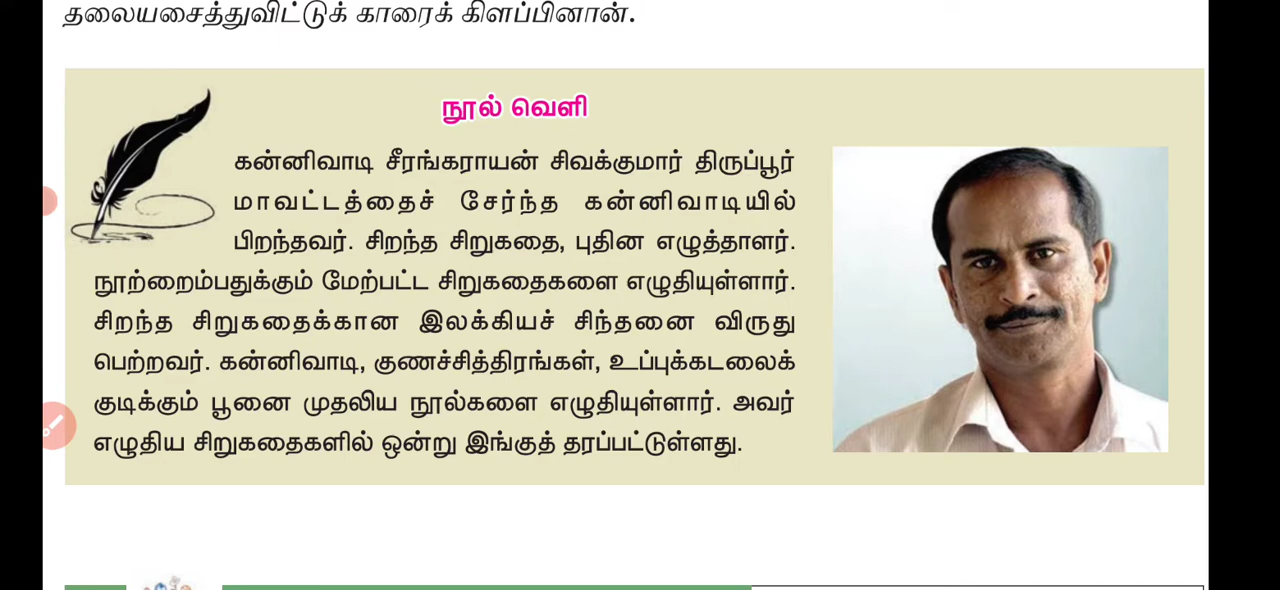 தலையசைத்துவிட்டுக் காரைக் கிளப்பினான்.
நூல் வெளி
கன்னிவாடி சீரங்கராயன் சிவக்குமார் திருப்பூர்
மாவட்டத்தைச் சேர்ந்த கன்னிவாடியில்
பிறந்தவர். சிறந்த சிறுகதை, புதின எழுத்தாளர்.
நூற்றைம்பதுக்கும் மேற்பட்ட சிறுகதைகளை எழுதியுள்ளார்.
சிறந்த சிறுகதைக்கான இலக்கியச் சிந்தனை விருது
பெற்றவர். கன்னிவாடி, குணச்சித்திரங்கள், உப்புக்கடலைக்
குடிக்கும் பூனை முதலிய நூல்களை எழுதியுள்ளார். அவர்
எழுதிய சிறுகதைகளில் ஒன்று இங்குத் தரப்பட்டுள்ளது.